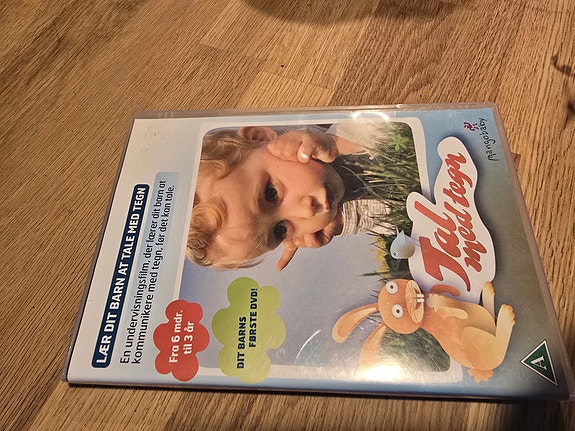 mangobaby
Tal
med tegn
DIT BARNS
FØRSTE DVD!
Fra 6 mdr.
til 3 år
LÆR DIT BARN AT TALE MED TEGN
En undervisningsfilm, der lærer dit barn at
kommunikere med tegn, før det kan tale.
A